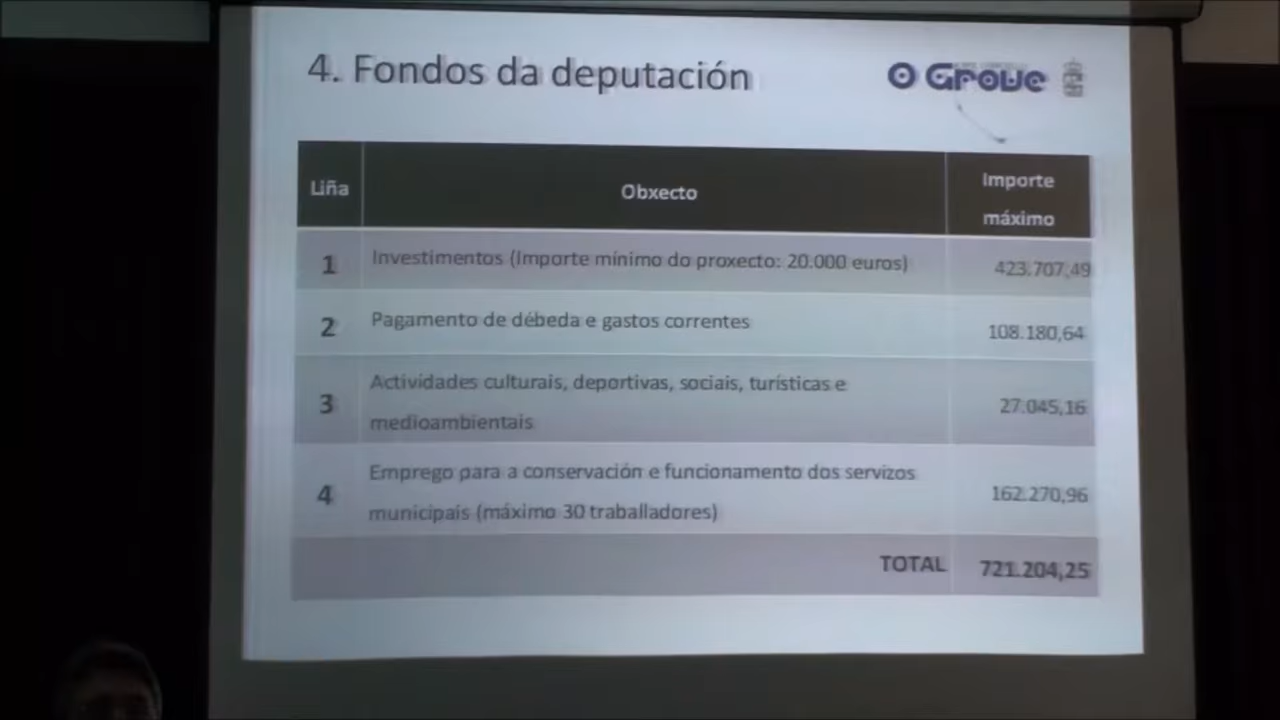 4. Fondos da deputación
O Grove
Liña
Obxecto
Importe
máximo
1
Investimentos (Importe mínimo do proxecto: 20.000 euros)
423.707,49
2
Pagamento de débeda e gastos correntes
108.180,64
3
Actividades culturais, deportivas, sociais, turísticas e
medioambientais
27.045,16
4
Emprego para a conservación e funcionamento dos servizos
municipais (máximo 30 traballadores)
162.270,96
TOTAL
721.204,25